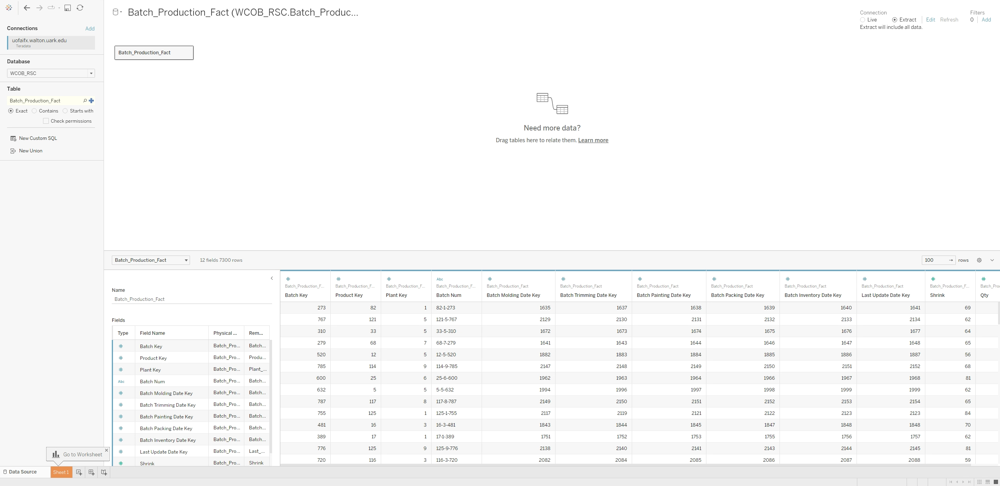 Batch_Production_Fact (WCOB_RSC.Batch_Produc...
Connection
Filters
Live
Extract
Edit
Refresh
0
Add
Extract will include all data.
Connections
Add
uofaifx.walton.uark.edu
Teradata
Database
WCOB_RSC
Table
Batch_Production_Fact
Exact
Contains
Starts with
Check permissions
New Custom SQL
New Union
Batch_Production_Fact
Need more data?
Drag tables here to relate them. Learn more
Batch_Production_Fact
12 fields 7300 rows
100
rows
Name
Batch_Production_Fact
Fields
Type Field Name Physical ... Rem...
# Batch Key Batch_Pro... Batch...
# Product Key Batch_Pro... Produ...
# Plant Key Batch_Pro... Plant_...
Abc Batch Num Batch_Pro... Batch...
# Batch Molding Date Key Batch_Pro... Batch...
# Batch Trimming Date Key Batch_Pro... Batch...
# Batch Painting Date Key Batch_Pro... Batch...
# Batch Packing Date Key Batch_Pro... Batch...
# Batch Inventory Date Key Batch_Pro... Batch...
# Last Update Date Key Batch_Pro... Last_...
# Shrink Batch_Pro... Shrink
# # # Abc # # # # # # # #
Batch_Production_F... Batch_Production_F... Batch_Production_F... Batch_Production_F... Batch_Production_Fact Batch_Production_Fact Batch_Production_Fact Batch_Production_Fact Batch_Production_Fact Batch_Production_Fact Batch_Production_F... Batch_Pro
Batch Key Product Key Plant Key Batch Num Batch Molding Date Key Batch Trimming Date Key Batch Painting Date Key Batch Packing Date Key Batch Inventory Date Key Last Update Date Key Shrink Qty
273 82 1 82-1-273 1635 1637 1638 1639 1640 1641 69
767 121 5 121-5-767 2129 2130 2131 2132 2133 2134 62
310 33 5 33-5-310 1672 1673 1674 1675 1676 1677 64
279 68 7 68-7-279 1641 1643 1644 1646 1647 1648 65
520 12 5 12-5-520 1882 1883 1884 1885 1886 1887 56
785 114 9 114-9-785 2147 2148 2149 2150 2151 2152 68
600 25 6 25-6-600 1962 1963 1964 1966 1967 1968 81
632 5 5 5-5-632 1994 1996 1997 1998 1999 1999 62
787 117 8 117-8-787 2149 2150 2151 2152 2153 2154 65
755 125 1 125-1-755 2117 2119 2121 2122 2123 2123 84
481 16 3 16-3-481 1843 1844 1845 1847 1848 1848 70
389 17 1 17-1-389 1751 1752 1753 1755 1756 1757 62
776 125 9 125-9-776 2138 2140 2141 2143 2144 2145 81
720 116 3 116-3-720 2082 2084 2085 2086 2087 2088 59
Go to Worksheet
Data Source
Sheet 1